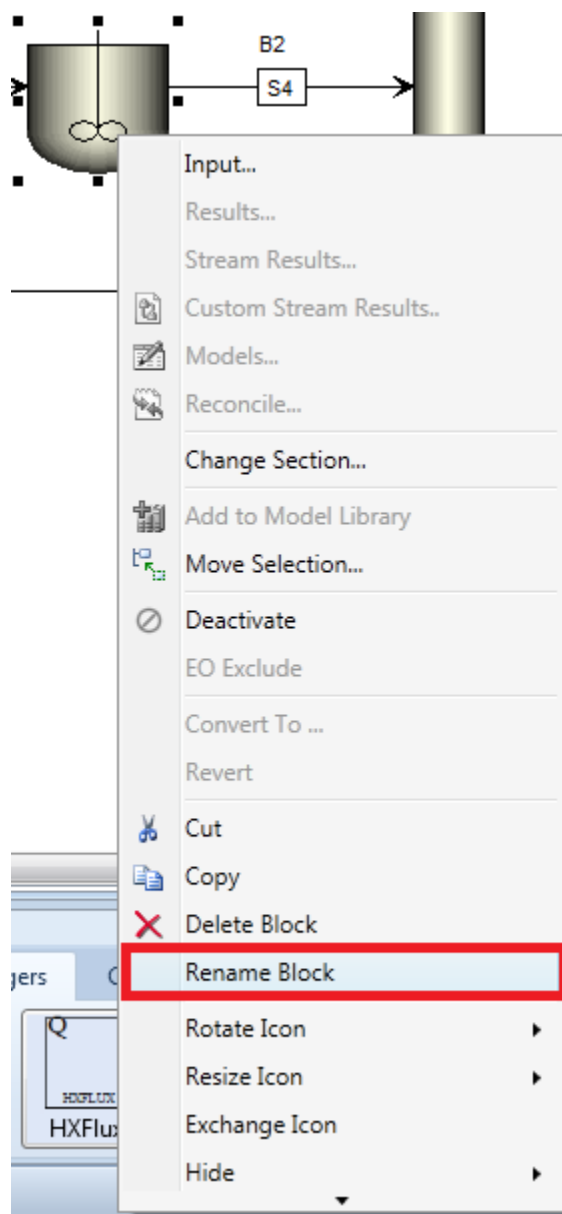 B2
S4
Input...
Results...
Stream Results...
Custom Stream Results..
Models...
Reconcile...
Change Section...
Add to Model Library
Move Selection...
Deactivate
EO Exclude
Convert To ...
Revert
Cut
Copy
Delete Block
Rename Block
Rotate Icon
Resize Icon
Exchange Icon
Hide
gers
Q
HXFLUX
HXFlu